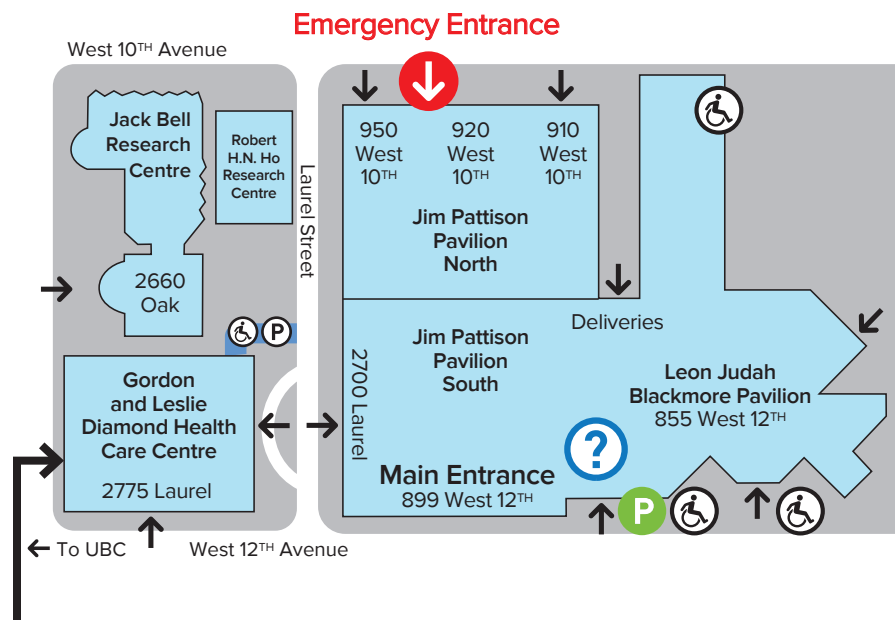 Emergency Entrance
West 10TH Avenue
Jack Bell
Research
Centre
Robert
H.N. Ho
Research
Centre
Laurel Street
950
West
10TH
920
West
10TH
910
West
10TH
Jim Pattison
Pavilion
North
2660
Oak
P
Deliveries
Jim Pattison
Pavilion
South
2700 Laurel
Leon Judah
Blackmore Pavilion
855 West 12TH
Gordon
and Leslie
Diamond Health
Care Centre
2775 Laurel
?
Main Entrance
899 West 12TH
P
← To UBC
West 12TH Avenue